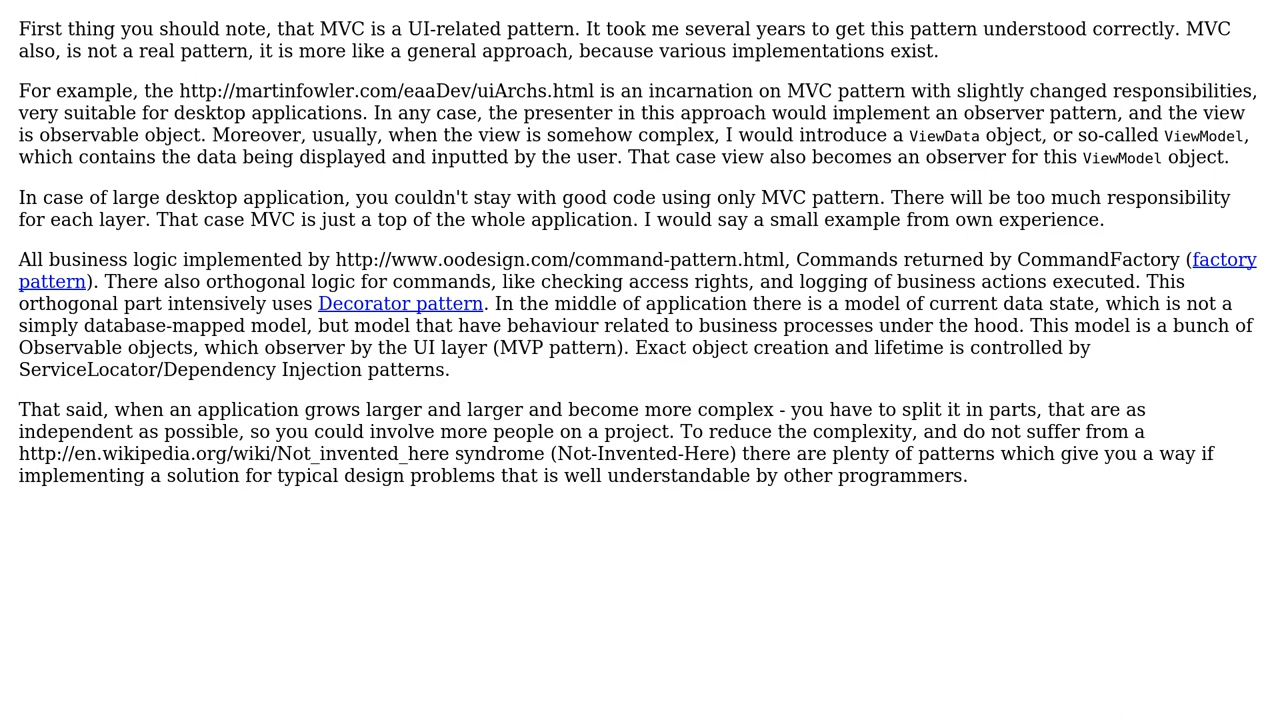 First thing you should note, that MVC is a UI-related pattern. It took me several years to get this pattern understood correctly. MVC
also, is not a real pattern, it is more like a general approach, because various implementations exist.
For example, the http://martinfowler.com/eaaDev/uiArchs.html is an incarnation on MVC pattern with slightly changed responsibilities,
very suitable for desktop applications. In any case, the presenter in this approach would implement an observer pattern, and the view
is observable object. Moreover, usually, when the view is somehow complex, I would introduce a ViewData object, or so-called ViewModel,
which contains the data being displayed and inputted by the user. That case view also becomes an observer for this ViewModel object.
In case of large desktop application, you couldn't stay with good code using only MVC pattern. There will be too much responsibility
for each layer. That case MVC is just a top of the whole application. I would say a small example from own experience.
All business logic implemented by http://www.oodesign.com/command-pattern.html, Commands returned by CommandFactory (factory
pattern). There also orthogonal logic for commands, like checking access rights, and logging of business actions executed. This
orthogonal part intensively uses Decorator pattern. In the middle of application there is a model of current data state, which is not a
simply database-mapped model, but model that have behaviour related to business processes under the hood. This model is a bunch of
Observable objects, which observer by the UI layer (MVP pattern). Exact object creation and lifetime is controlled by
ServiceLocator/Dependency Injection patterns.
That said, when an application grows larger and larger and become more complex - you have to split it in parts, that are as
independent as possible, so you could involve more people on a project. To reduce the complexity, and do not suffer from a
http://en.wikipedia.org/wiki/Not_invented_here syndrome (Not-Invented-Here) there are plenty of patterns which give you a way if
implementing a solution for typical design problems that is well understandable by other programmers.